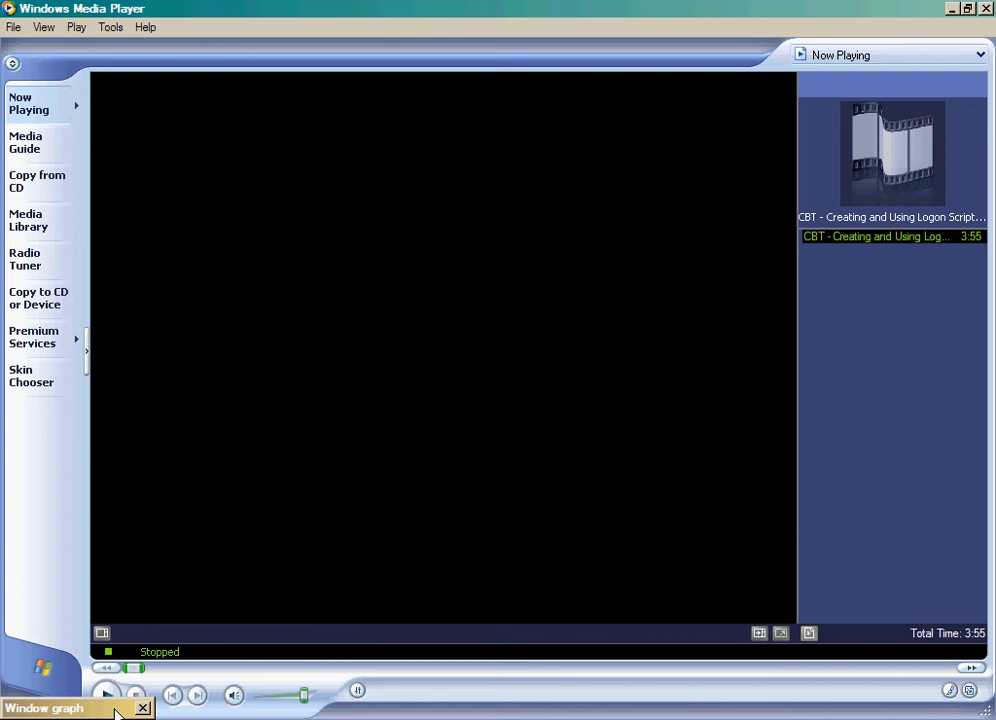 Windows Media Player
File View Play Tools Help
Now Playing
Now
Playing
Media
Guide
Copy from
CD
Media
Library
Radio
Tuner
Copy to CD
or Device
Premium
Services
Skin
Chooser
CBT - Creating and Using Logon Script...
CBT - Creating and Using Log... 3:55
Total Time: 3:55
Stopped
Window graph